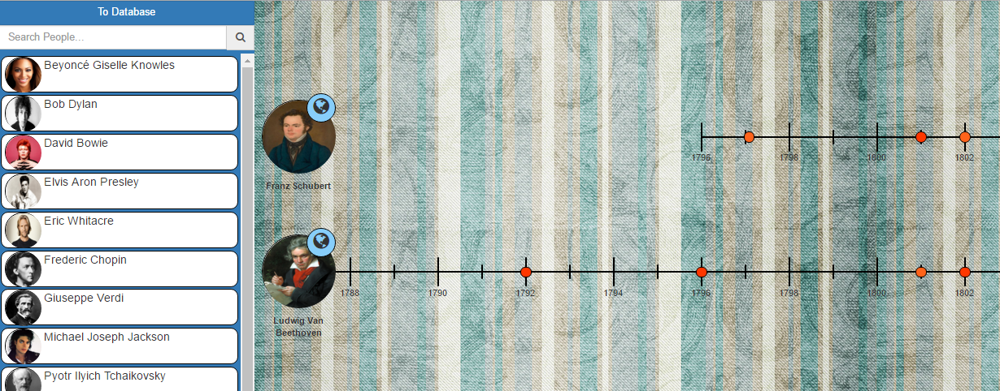 To Database
Search People...
Beyoncé Giselle Knowles
Bob Dylan
David Bowie
Elvis Aron Presley
Eric Whitacre
Frederic Chopin
Giuseppe Verdi
Michael Joseph Jackson
Pyotr Ilyich Tchaikovsky
1796 1798 1800 1802
Franz Schubert
1788 1790 1792 1794 1796 1798 1800 1802
Ludwig Van
Beethoven